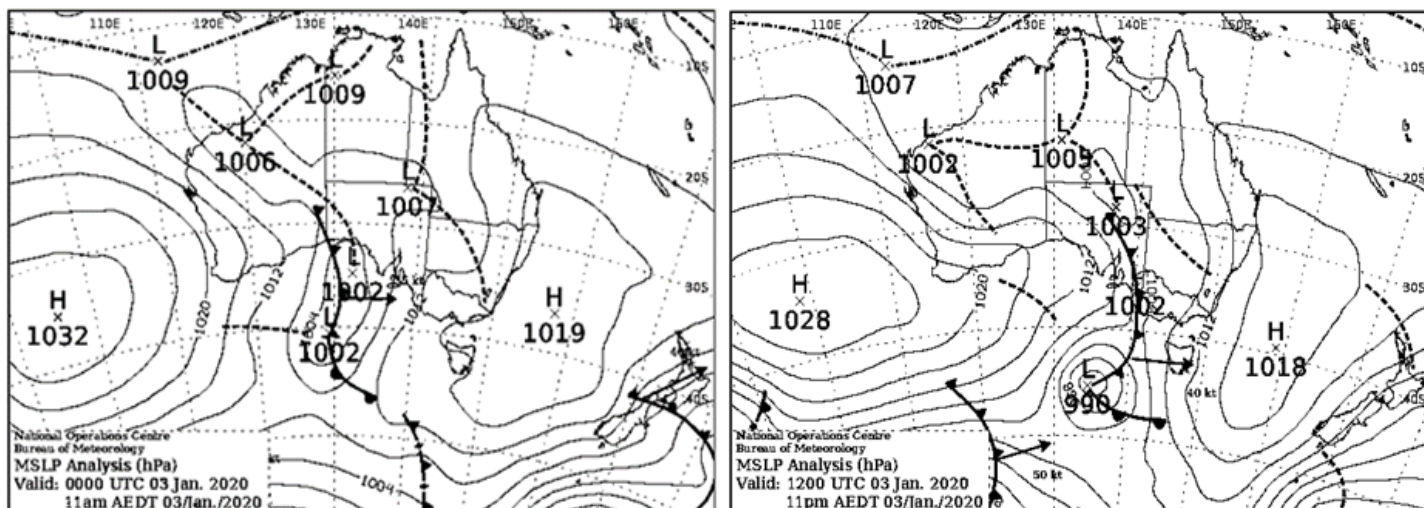 110E 120E 130E 140E 150E 160E
L
1009
L
1009
10S
L
1006
L
1007
20S
1012
L
1002
1020
1004
H
1032
L
1002
H
1019
30S
40S
1004
National Operations Centre
Bureau of Meteorology
MSLP Analysis (hPa)
Valid: 0000 UTC 03 Jan. 2020
11am AEDT 03/Jan./2020
110E 120E 130E 140E 150E 160E
L
1007
10S
L
1002
L
20S
1003
1012
1020
1002
1012
H
1028
30S
H
1018
L
990
40 kt
40S
50 kt
National Operations Centre
Bureau of Meteorology
MSLP Analysis (hPa)
Valid: 1200 UTC 03 Jan. 2020
11pm AEDT 03/Jan./2020